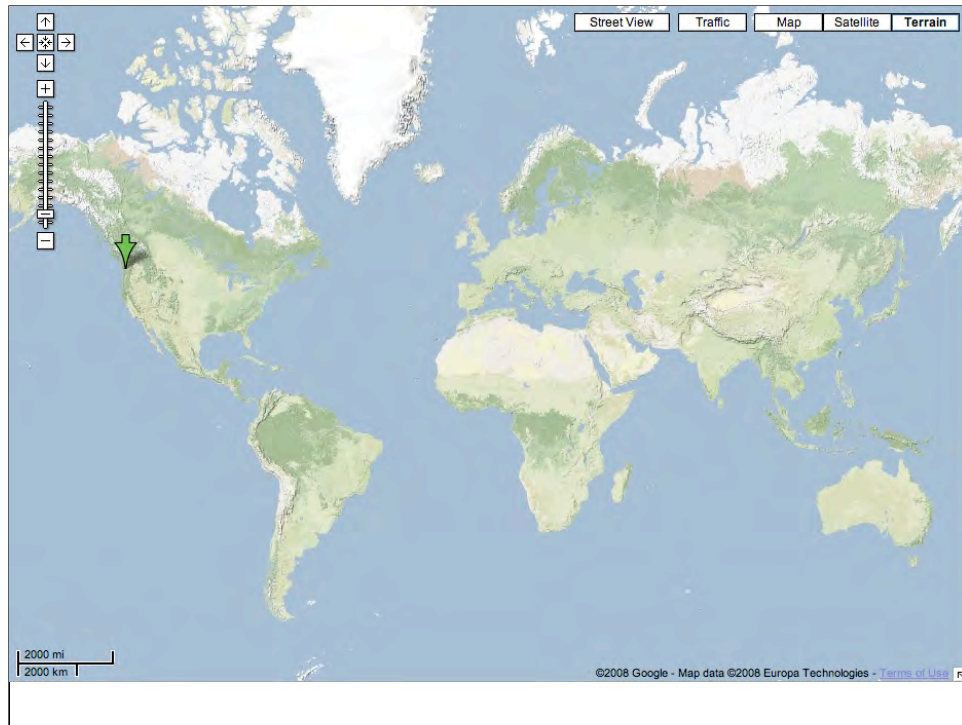 Street View Traffic Map Satellite Terrain
2000 mi
2000 km
©2008 Google - Map data ©2008 Europa Technologies - Terms of Use